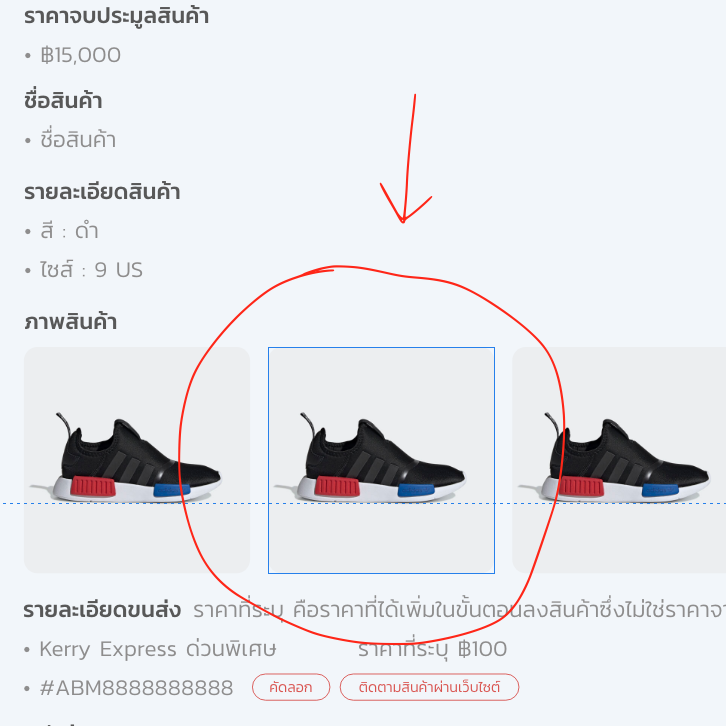 ราคาจบประมูลสินค้า
• ฿15,000
ชื่อสินค้า
• ชื่อสินค้า
รายละเอียดสินค้า
• สี : ดำ
• ไซส์ : 9 US
ภาพสินค้า
รายละเอียดขนส่ง ราคาที่ระบุ คือราคาที่ได้เพิ่มในขั้นตอนลงสินค้าซึ่งไม่ใช่ราคาจา
• Kerry Express ด่วนพิเศษ ราคาที่ระบุ ฿100
• #ABM8888888888 คัดลอก ติดตามสินค้าผ่านเว็บไซต์